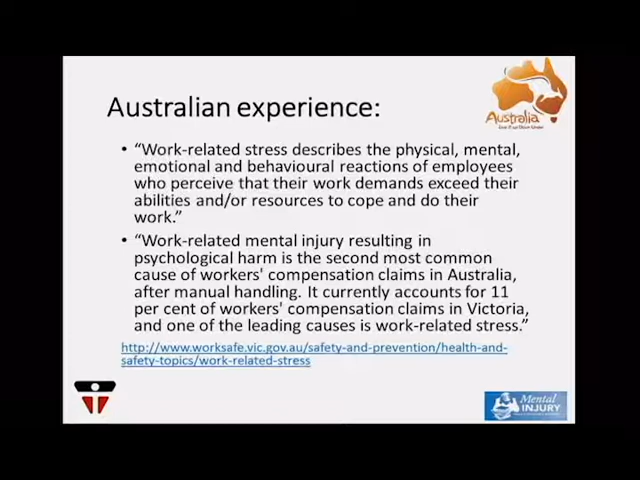 Australian experience:
Australia
• “Work-related stress describes the physical, mental,
emotional and behavioural reactions of employees
who perceive that their work demands exceed their
abilities and/or resources to cope and do their
work.”
• “Work-related mental injury resulting in
psychological harm is the second most common
cause of workers' compensation claims in Australia,
after manual handling. It currently accounts for 11
per cent of workers' compensation claims in Victoria,
and one of the leading causes is work-related stress.”
http://www.worksafe.vic.gov.au/safety-and-prevention/health-and-
safety-topics/work-related-stress
Mental
INJURY